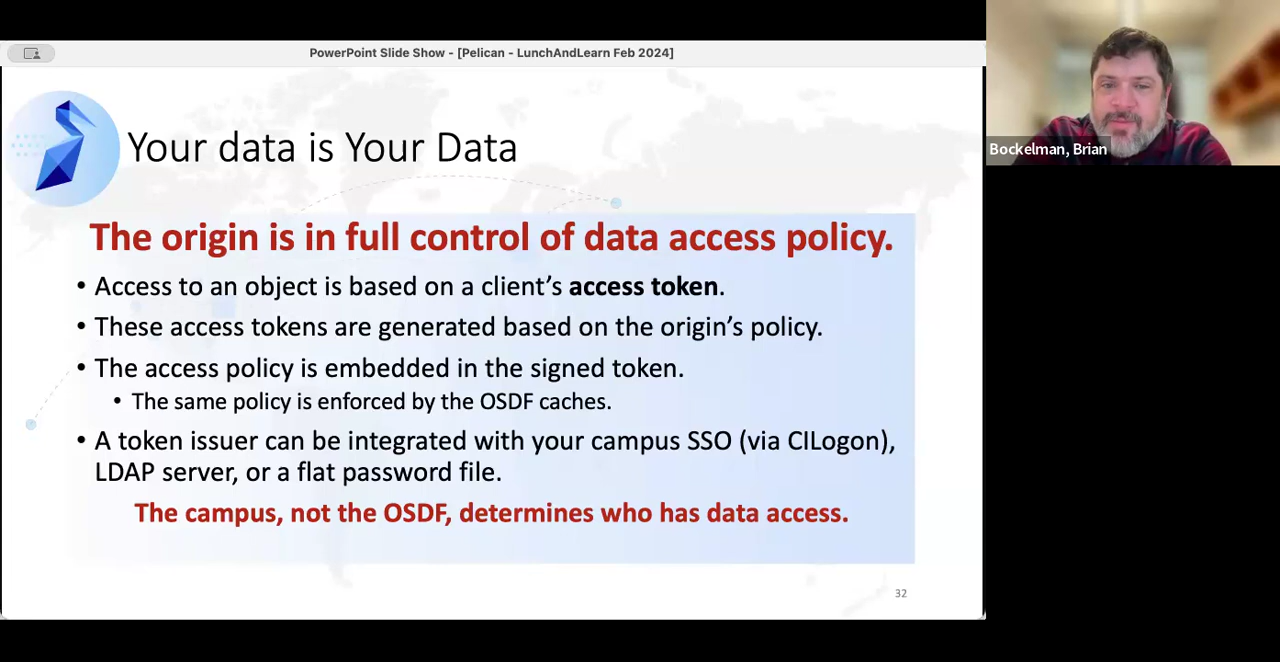 PowerPoint Slide Show - [Pelican - LunchAndLearn Feb 2024]
Bockelman, Brian
Your data is Your Data
The origin is in full control of data access policy.
• Access to an object is based on a client’s access token.
• These access tokens are generated based on the origin’s policy.
• The access policy is embedded in the signed token.
• The same policy is enforced by the OSDF caches.
• A token issuer can be integrated with your campus SSO (via CILogon),
LDAP server, or a flat password file.
The campus, not the OSDF, determines who has data access.
32